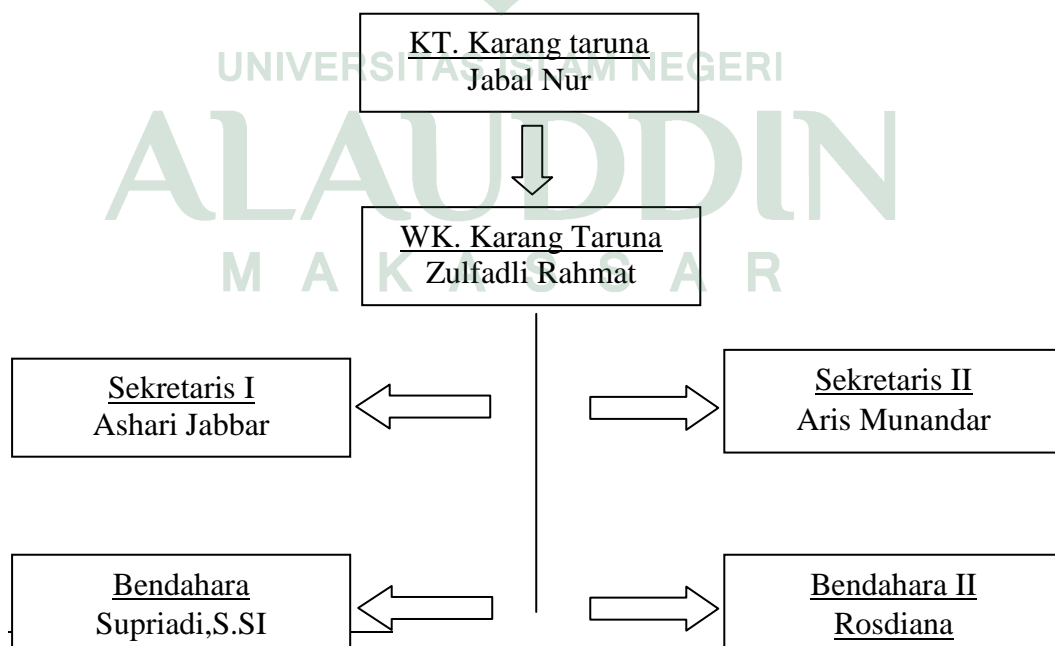 KT. Karang taruna
Jabal Nur
UNIVERSITAS ISLAM NEGERI
ALAUDDIN
WK. Karang Taruna
Zulfadli Rahmat
MAKASSAR
Sekretaris I
Ashari Jabbar
Sekretaris II
Aris Munandar
Bendahara
Supriadi,S.SI
Bendahara II
Rosdiana